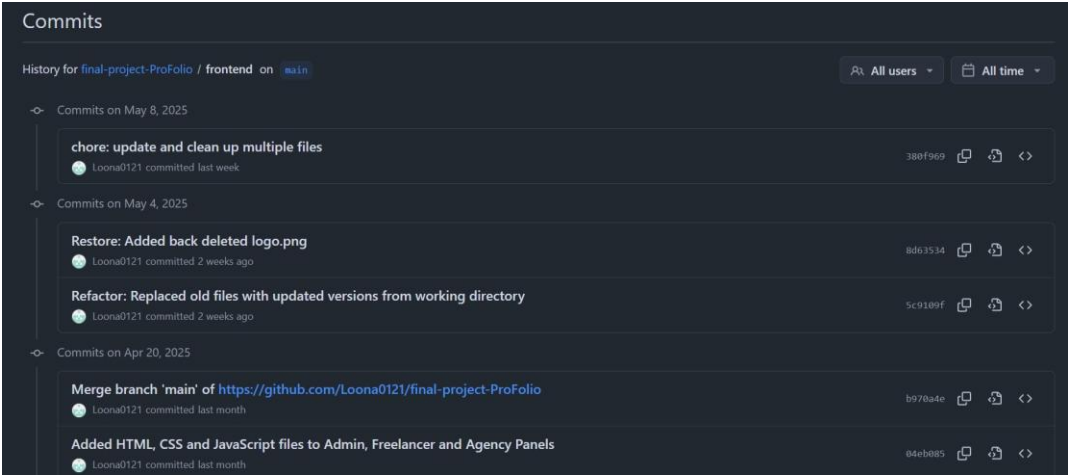 Commits
History for final-project-ProFolio / frontend on main
All users
All time
Commits on May 8, 2025
chore: update and clean up multiple files
Loona0121 committed last week
380f969
Commits on May 4, 2025
Restore: Added back deleted logo.png
Loona0121 committed 2 weeks ago
8d63534
Refactor: Replaced old files with updated versions from working directory
Loona0121 committed 2 weeks ago
5c9109f
Commits on Apr 20, 2025
Merge branch 'main' of https://github.com/Loona0121/final-project-ProFolio
Loona0121 committed last month
b970a4e
Added HTML, CSS and JavaScript files to Admin, Freelancer and Agency Panels
Loona0121 committed last month
04eb085